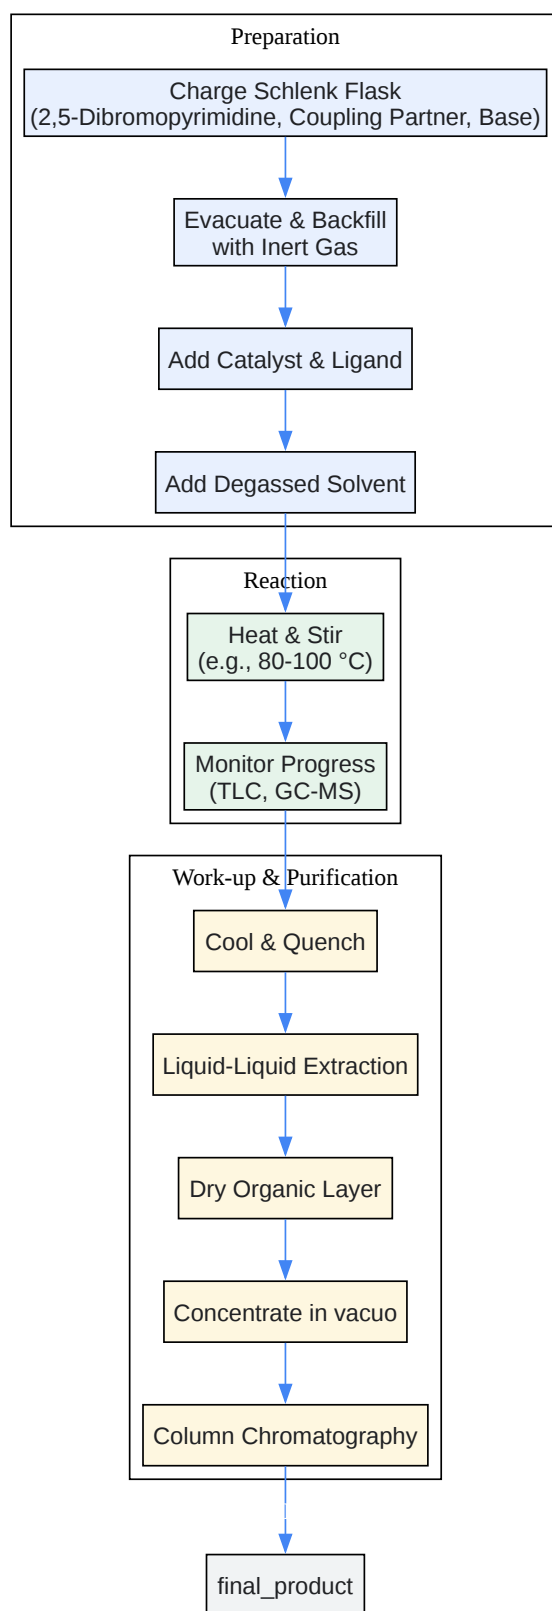 Preparation
Charge Schlenk Flask
(2,5-Dibromopyrimidine, Coupling Partner, Base)
Evacuate & Backfill
with Inert Gas
Add Catalyst & Ligand
Add Degassed Solvent
Reaction
Heat & Stir
(e.g., 80-100 °C)
Monitor Progress
(TLC, GC-MS)
Work-up & Purification
Cool & Quench
Liquid-Liquid Extraction
Dry Organic Layer
Concentrate in vacuo
Column Chromatography
final_product